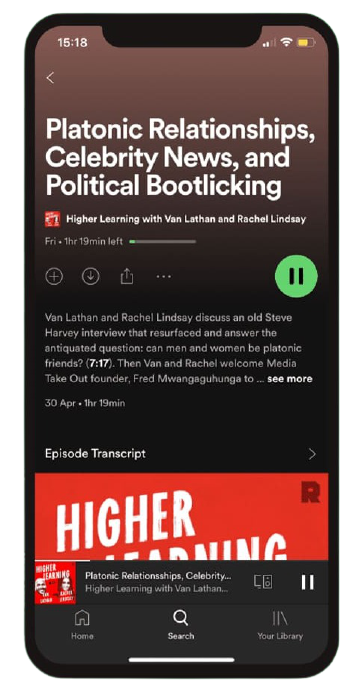 15:18
Platonic Relationships,
Celebrity News, and
Political Bootlicking
Higher Learning with Van Lathan and Rachel Lindsay
Fri • 1hr 19min left
Van Lathan and Rachel Lindsay discuss an old Steve
Harvey interview that resurfaced and answer the
antiquated question: can men and women be platonic
friends? (7:17). Then Van and Rachel welcome Media
Take Out founder, Fred Mwangaguhunga to ... see more
30 Apr • 1hr 19min
Episode Transcript
R
HIGHER
LEARNING
HIGHER
LEARNING
Platonic Relationsships, Celebrity...
Higher Learning with Van Lathan...
Home
Search
Your Library